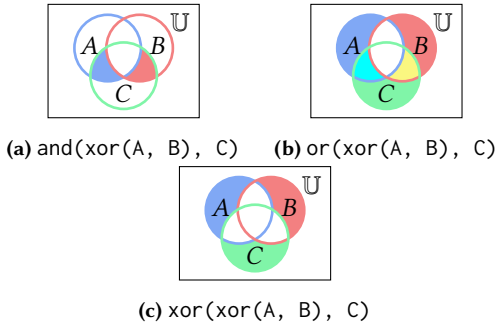 𝕌
A B
C
(a) and(xor(A, B), C)
𝕌
A B
C
(b) or(xor(A, B), C)
𝕌
A B
C
(c) xor(xor(A, B), C)